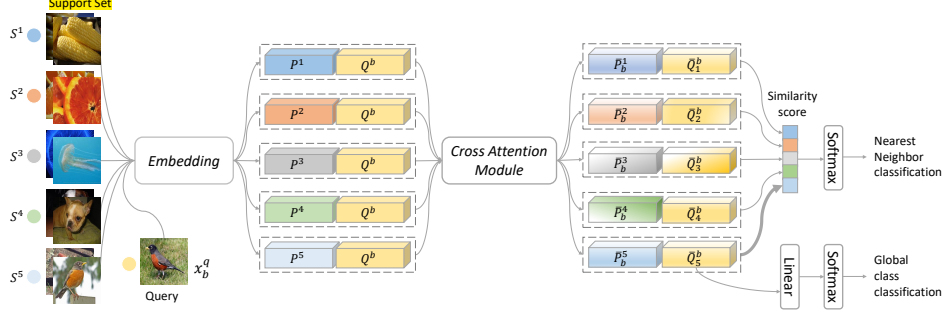 Support Set
S¹
S²
S³
S⁴
S⁵
Query
x_b^q
Embedding
P¹ Q^b
P² Q^b
P³ Q^b
P⁴ Q^b
P⁵ Q^b
Cross Attention
Module
P̄_b^1 Q̄_1^b
P̄_b^2 Q̄_2^b
P̄_b^3 Q̄_3^b
P̄_b^4 Q̄_4^b
P̄_b^5 Q̄_5^b
Similarity
score
Softmax
Nearest
Neighbor
classification
Linear
Softmax
Global
class
classification